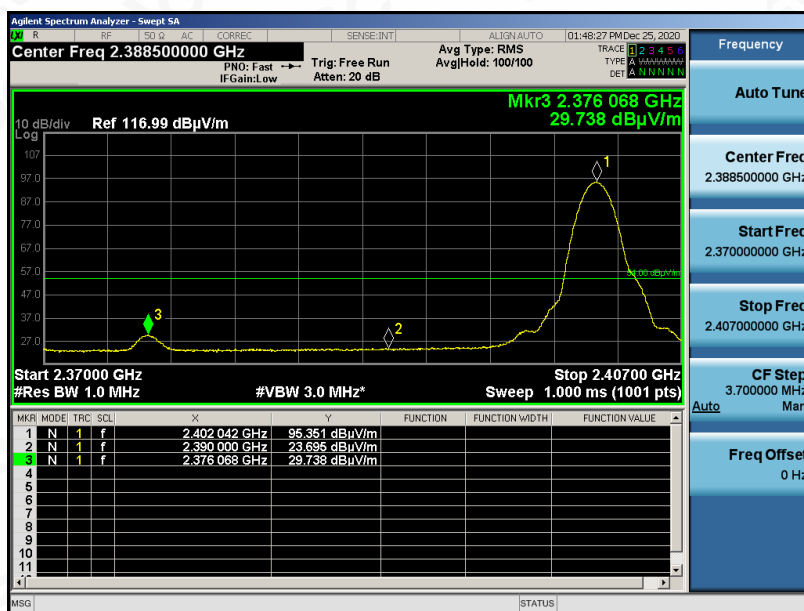 Agilent Spectrum Analyzer - Swept SA
LXI R RF 50 Ω AC CORREC SENSE:INT ALIGNAUTO 01:48:27 PM Dec 25, 2020
Center Freq 2.388500000 GHz
PNO: Fast
IFGain:Low
Trig: Free Run
Atten: 20 dB
Avg Type: RMS
Avg|Hold: 100/100
TRACE 1 2 3 4 5 6
TYPE A WWWWW
DET A N N N N N
Mkr3 2.376 068 GHz
29.738 dBμV/m
10 dB/div Ref 116.99 dBμV/m
Log
107
97.0
87.0
77.0
67.0
57.0
47.0
37.0
27.0
1
2
3
54.00 dBμV/m
Start 2.37000 GHz Stop 2.40700 GHz
#Res BW 1.0 MHz #VBW 3.0 MHz* Sweep 1.000 ms (1001 pts)
MKR MODE TRC SCL X Y FUNCTION FUNCTION WIDTH FUNCTION VALUE
1 N 1 f 2.402 042 GHz 95.351 dBμV/m
2 N 1 f 2.390 000 GHz 23.695 dBμV/m
3 N 1 f 2.376 068 GHz 29.738 dBμV/m
4
5
6
7
8
9
10
11
MSG STATUS
Frequency
Auto Tune
Center Freq
2.388500000 GHz
Start Freq
2.370000000 GHz
Stop Freq
2.407000000 GHz
CF Step
3.700000 MHz
Auto Man
Freq Offset
0 Hz